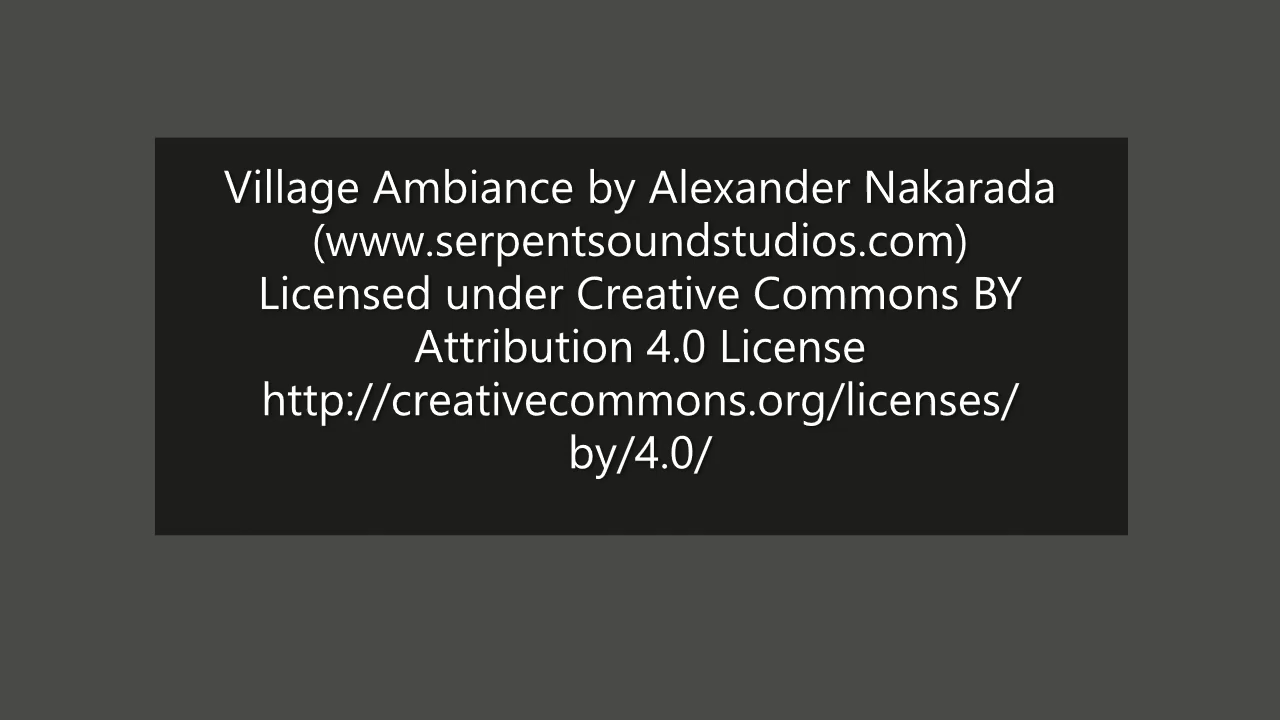 Village Ambiance by Alexander Nakarada
(www.serpentsoundstudios.com)
Licensed under Creative Commons BY
Attribution 4.0 License
http://creativecommons.org/licenses/
by/4.0/